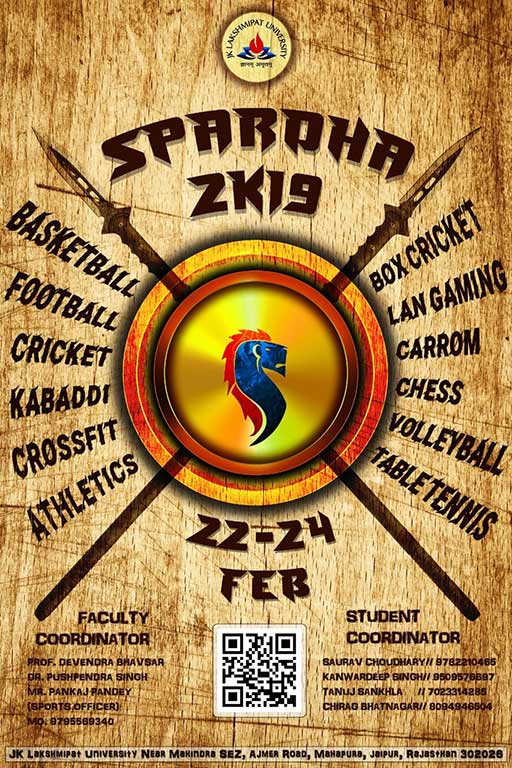 JK LAKSHMIPAT UNIVERSITY
SPARDHA
2K19
BASKETBALL
FOOTBALL
CRICKET
KABADDI
CROSSFIT
ATHLETICS
BOX CRICKET
LAN GAMING
CARROM
CHESS
VOLLEYBALL
TABLE TENNIS
22-24
FEB
FACULTY
COORDINATOR
PROF. DEVENDRA BHAVSAR
DR. PUSHPENDRA SINGH
MR. PANKAJ PANDEY
(SPORTS OFFICER)
MO. 9795569340
STUDENT
COORDINATOR
SAURAV CHOUDHARY// 9782210465
KANWARDEEP SINGH// 9509576697
TANUJ SANKHLA // 7023314285
CHIRAG BHATNAGAR// 8094946504
JK Lakshmipat University Near Mahindra SEZ, Ajmer Road, Mahapura, Jaipur, Rajasthan 302026